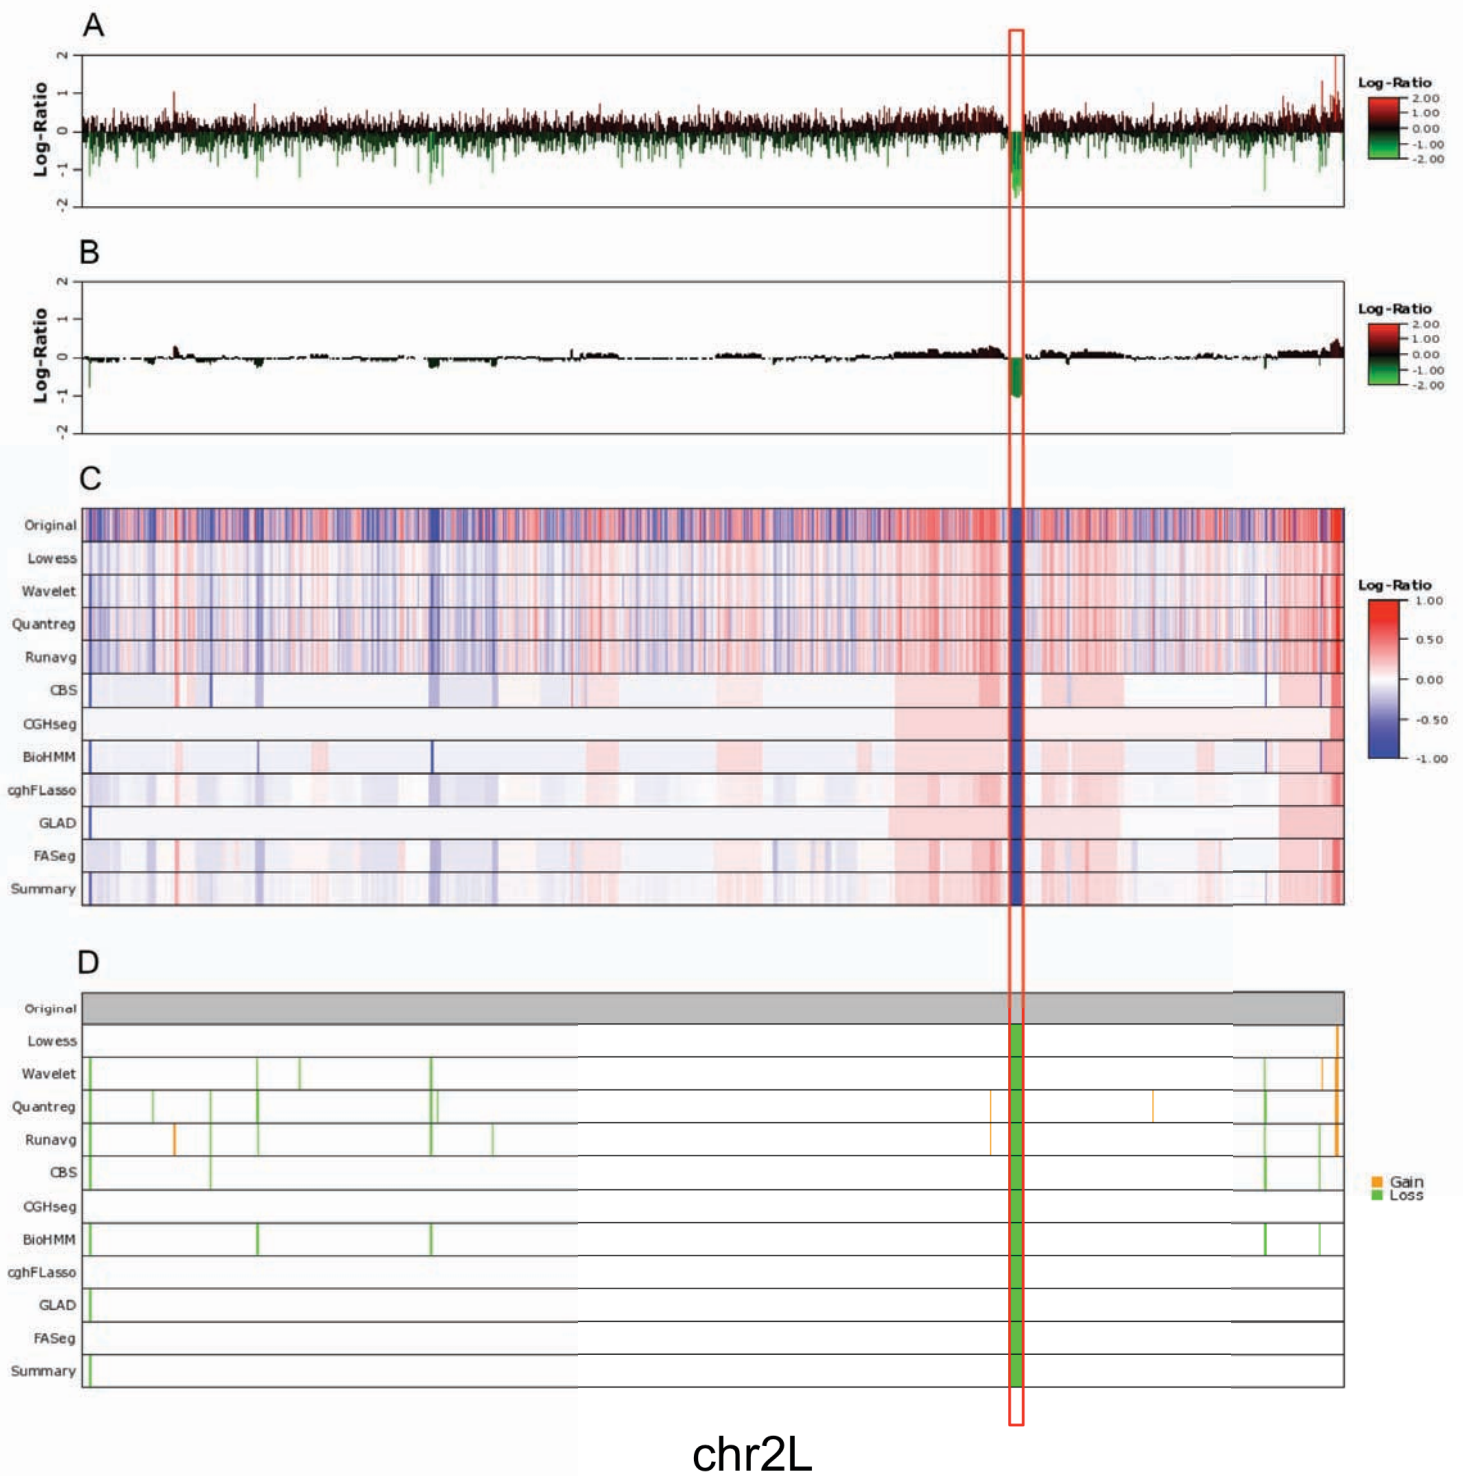 A
Log-Ratio
2
1
0
-1
-2
Log-Ratio
2.00
1.00
0.00
-1.00
-2.00
B
Log-Ratio
2
1
0
-1
-2
Log-Ratio
2.00
1.00
0.00
-1.00
-2.00
C
Original
Lowess
Wavelet
Quantreg
Runavg
CBS
CGHseg
BioHMM
cghFLasso
GLAD
FASeg
Summary
Log-Ratio
1.00
0.50
0.00
-0.50
-1.00
D
Original
Lowess
Wavelet
Quantreg
Runavg
CBS
CGHseg
BioHMM
cghFLasso
GLAD
FASeg
Summary
Gain
Loss
chr2L